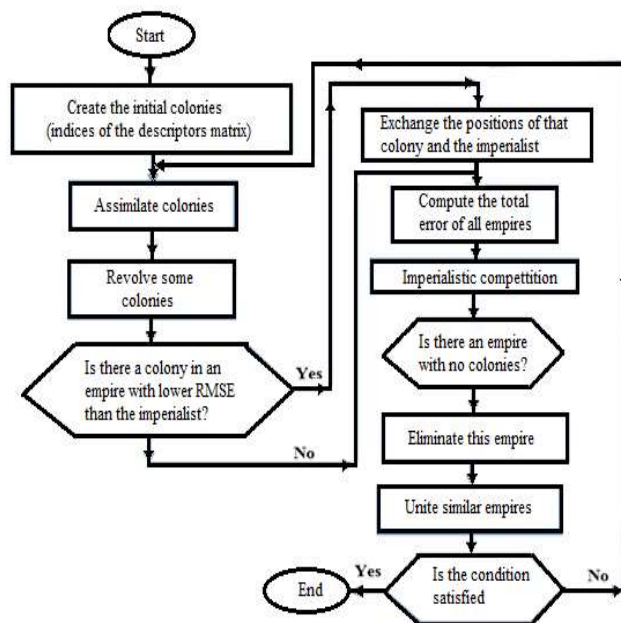 Start
Create the initial colonies
(indices of the descriptors matrix)
Assimilate colonies
Revolve some
colonies
Is there a colony in an
empire with lower RMSE
than the imperialist?
Yes
No
Exchange the positions of that
colony and the imperialist
Compute the total
error of all empires
Imperialistic compettition
Is there an empire
with no colonies?
Eliminate this empire
Unite similar empires
Is the condition
satisfied
Yes
No
End